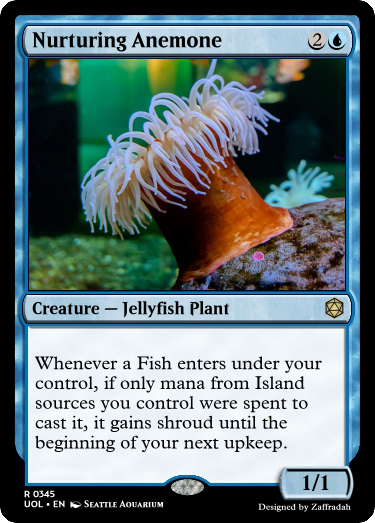 Nurturing Anemone 2
Creature — Jellyfish Plant
Whenever a Fish enters under your
control, if only mana from Island
sources you control were spent to
cast it, it gains shroud until the
beginning of your next upkeep.
1/1
R 0345
UOL • EN Seattle Aquarium
Designed by Zaffradah